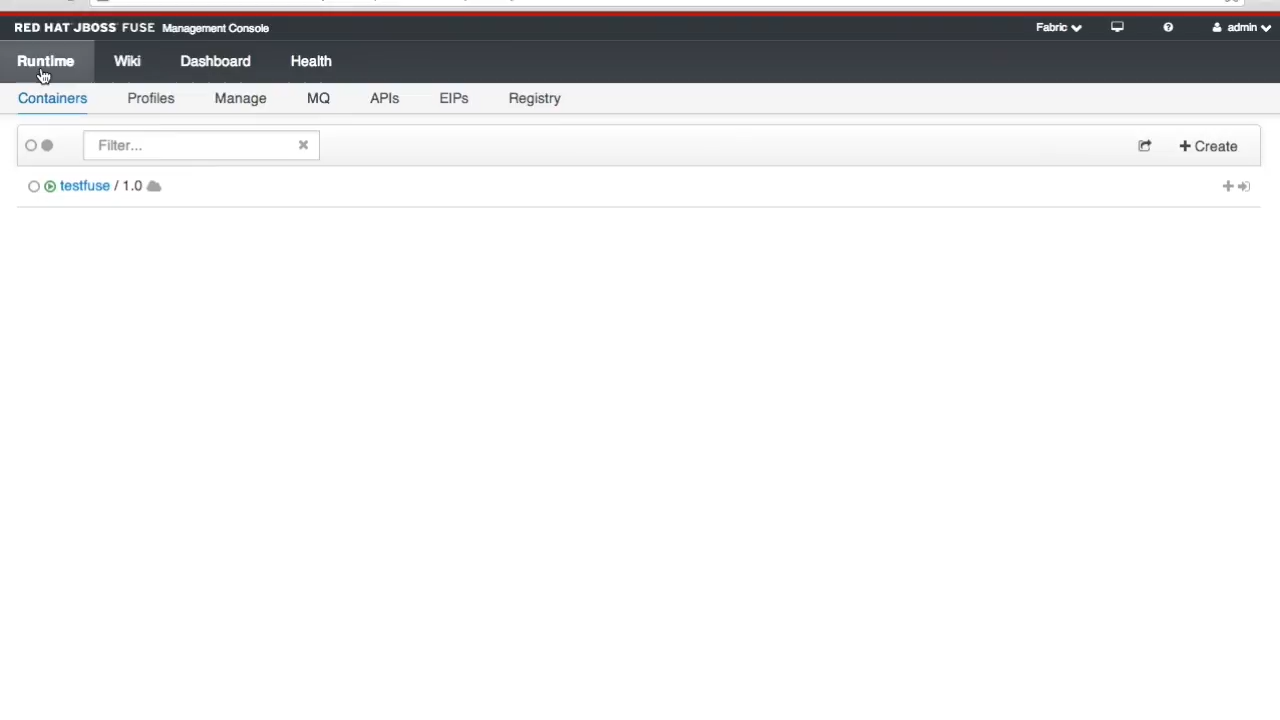 RED HAT JBOSS FUSE Management Console Fabric admin
Runtime Wiki Dashboard Health
Containers Profiles Manage MQ APIs EIPs Registry
Filter... Create
testfuse / 1.0